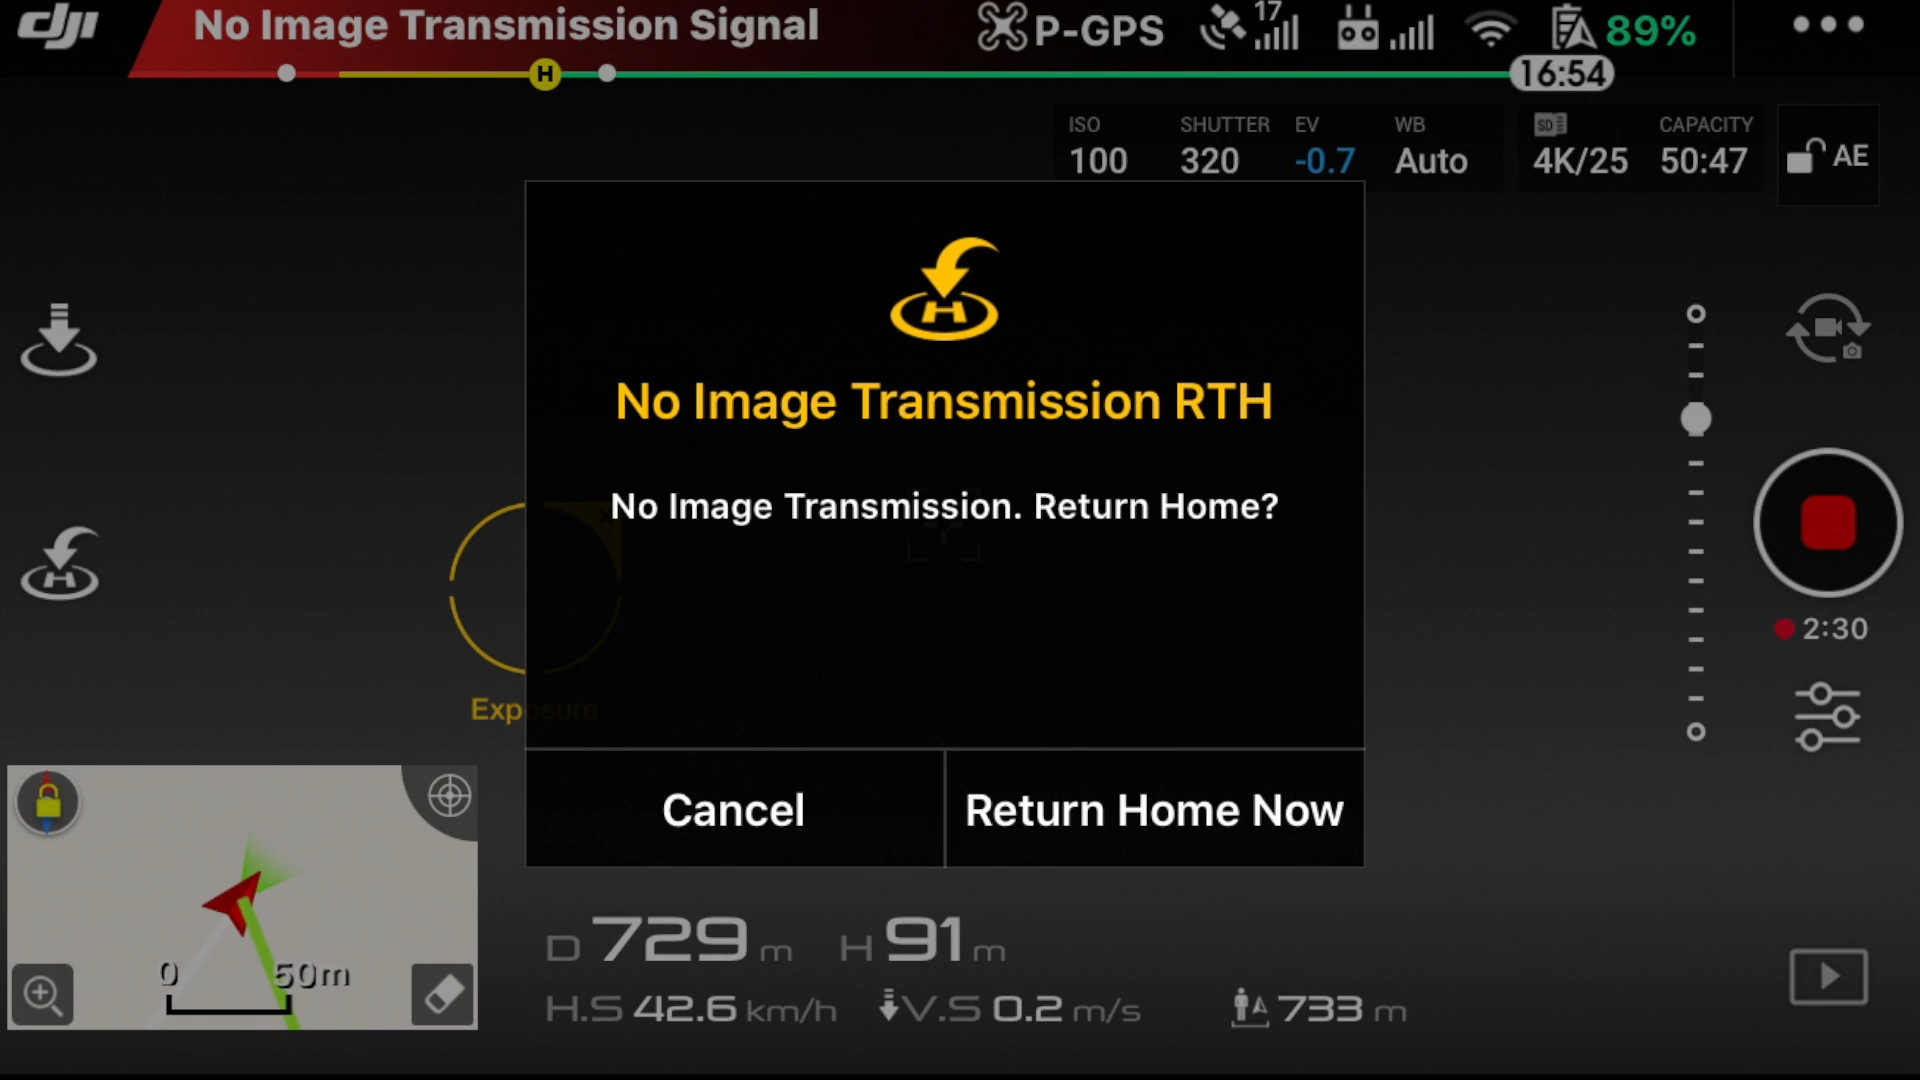 dji
No Image Transmission Signal
P-GPS
17
89%
H
16:54
ISO
100
SHUTTER
320
EV
-0.7
WB
Auto
SD
4K/25
CAPACITY
50:47
AE
H
No Image Transmission RTH
No Image Transmission. Return Home?
H
Exposure
2:30
Cancel
Return Home Now
0 50m
D 729 m H 91 m
H.S 42.6 km/h V.S 0.2 m/s 733 m